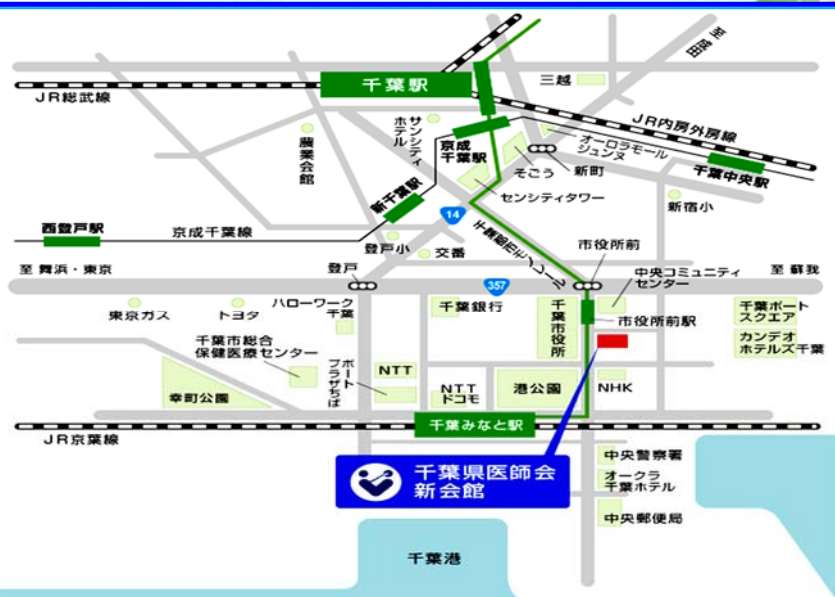 至 成田
三越
千葉駅
JR総武線
サンシティ
ホテル
JR内房外房線
農業会館
京成
千葉駅
オーロラモール
ジュンヌ
そごう
新町
千葉中央駅
新千葉駅
センシティタワー
新宿小
14
西登戸駅
京成千葉線
千葉都市モノレール
登戸小
交番
市役所前
至 舞浜・東京
登戸
中央コミュニティ
センター
至 蘇我
357
東京ガス
トヨタ
ハローワーク
千葉
千葉銀行
千葉市役所
市役所前駅
千葉ポート
スクエア
千葉市総合
保健医療センター
カンデオ
ホテルズ千葉
ポート
プラザちば
NTT
幸町公園
NTT
ドコモ
港公園
NHK
千葉みなと駅
JR京葉線
千葉県医師会
新会館
中央警察署
オークラ
千葉ホテル
中央郵便局
千葉港